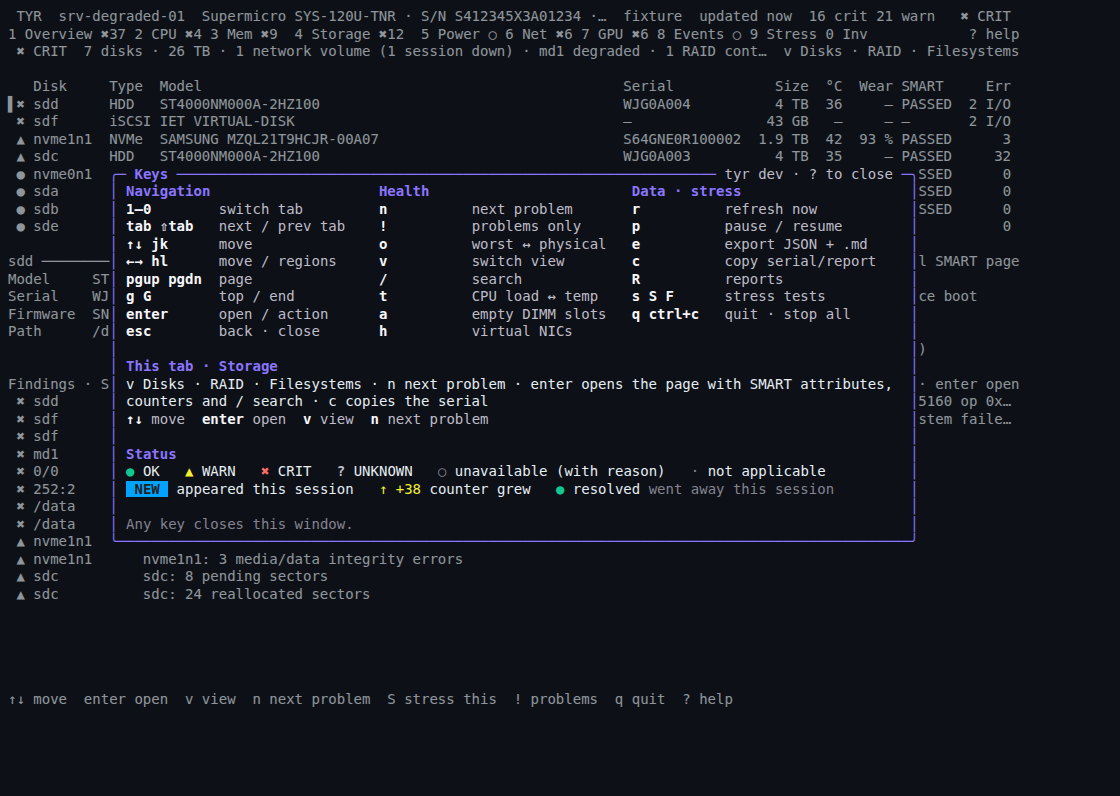 TYR  srv-degraded-01  Supermicro SYS-120U-TNR · S/N S412345X3A01234 ·…  fixture  updated now  16 crit 21 warn   ✖ CRIT
1 Overview ✖37 2 CPU ✖4 3 Mem ✖9  4 Storage ✖12  5 Power ○ 6 Net ✖6 7 GPU ✖6 8 Events ○ 9 Stress 0 Inv            ? help
✖ CRIT  7 disks · 26 TB · 1 network volume (1 session down) · md1 degraded · 1 RAID cont…  v Disks · RAID · Filesystems
Disk     Type  Model                                                  Serial            Size  °C  Wear SMART     Err
✖ sdd      HDD   ST4000NM000A-2HZ100                                    WJG0A004          4 TB  36     — PASSED  2 I/O
✖ sdf      iSCSI IET VIRTUAL-DISK                                       —                43 GB   —     — —       2 I/O
▲ nvme1n1  NVMe  SAMSUNG MZQL21T9HCJR-00A07                             S64GNE0R100002  1.9 TB  42  93 % PASSED      3
▲ sdc      HDD   ST4000NM000A-2HZ100                                    WJG0A003          4 TB  35     — PASSED     32
● nvme0n1  Keys  tyr dev · ? to close  SSED      0
● sda  Navigation                    Health                        Data · stress  SSED      0
● sdb  1–0        switch tab         n         next problem       r         refresh now  SSED      0
● sde  tab ⇧tab   next / prev tab    !         problems only      p         pause / resume  0
↑↓ jk      move               o         worst ↔ physical   e         export JSON + .md
sdd  ←→ hl      move / regions     v         switch view        c         copy serial/report  l SMART page
Model     ST  pgup pgdn  page               /         search             R         reports
Serial    WJ  g G        top / end          t         CPU load ↔ temp    s S F     stress tests  ce boot
Firmware  SN  enter      open / action      a         empty DIMM slots   q ctrl+c  quit · stop all
Path      /d  esc        back · close       h         virtual NICs
)
This tab · Storage
Findings · S  v Disks · RAID · Filesystems · n next problem · enter opens the page with SMART attributes,  · enter open
✖ sdd  counters and / search · c copies the serial  5160 op 0x…
✖ sdf  ↑↓ move  enter open  v view  n next problem  stem faile…
✖ sdf
✖ md1  Status
✖ 0/0  ● OK   ▲ WARN   ✖ CRIT   ? UNKNOWN   ○ unavailable (with reason)   · not applicable
✖ 252:2  NEW  appeared this session   ↑ +38 counter grew   ● resolved went away this session
✖ /data
✖ /data  Any key closes this window.
▲ nvme1n1
▲ nvme1n1      nvme1n1: 3 media/data integrity errors
▲ sdc          sdc: 8 pending sectors
▲ sdc          sdc: 24 reallocated sectors
↑↓ move  enter open  v view  n next problem  S stress this  ! problems  q quit  ? help